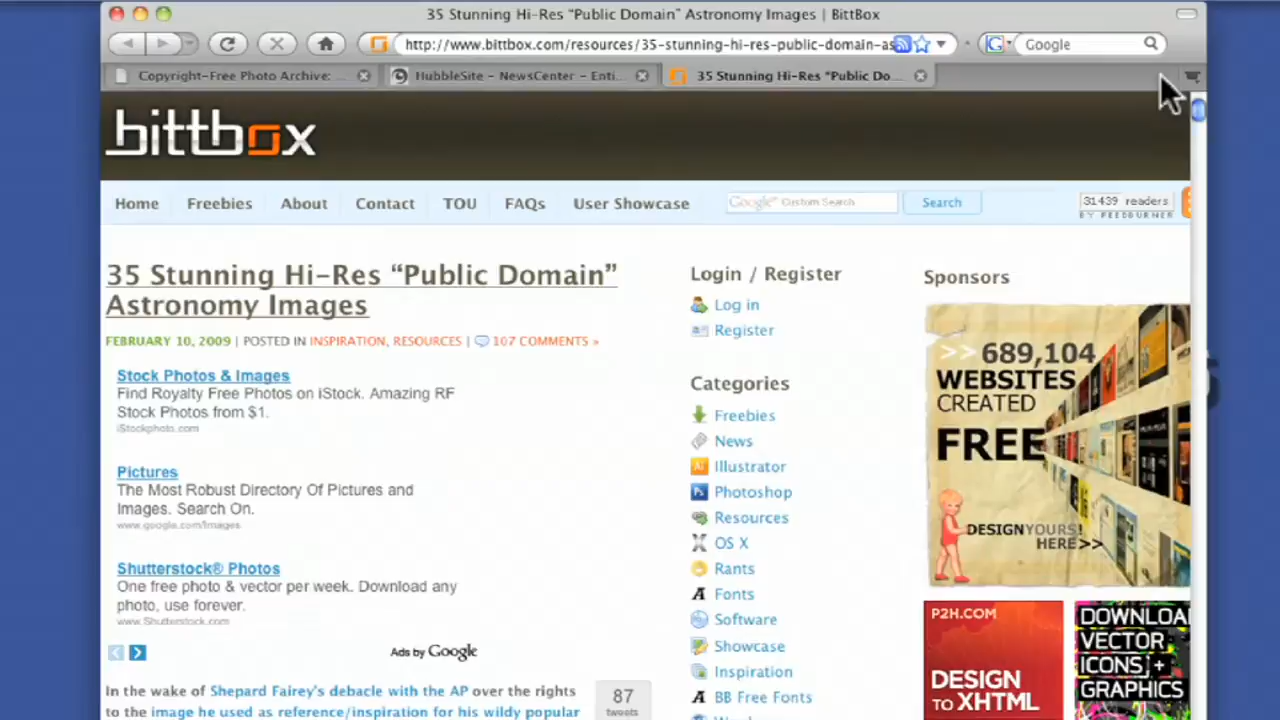 35 Stunning Hi-Res “Public Domain” Astronomy Images | BittBox
http://www.bittbox.com/resources/35-stunning-hi-res-public-domain-as
Google
Copyright-Free Photo Archive: ...
HubbleSite - NewsCenter - Enti...
35 Stunning Hi-Res “Public Do...
bittbox
Home Freebies About Contact TOU FAQs User Showcase
Google Custom Search
Search
31439 readers
BY FEEDBURNER
35 Stunning Hi-Res “Public Domain”
Astronomy Images
FEBRUARY 10, 2009 | POSTED IN INSPIRATION, RESOURCES | 107 COMMENTS »
Stock Photos & Images
Find Royalty Free Photos on iStock. Amazing RF
Stock Photos from $1.
iStockphoto.com
Pictures
The Most Robust Directory Of Pictures and
Images. Search On.
www.google.com/Images
Shutterstock® Photos
One free photo & vector per week. Download any
photo, use forever.
www.Shutterstock.com
Ads by Google
In the wake of Shepard Fairey's debacle with the AP over the rights
to the image he used as reference/inspiration for his wildy popular
87
tweets
Login / Register
Log in
Register
Categories
Freebies
News
Illustrator
Photoshop
Resources
OS X
Rants
Fonts
Software
Showcase
Inspiration
BB Free Fonts
Sponsors
>> 689,104
WEBSITES
CREATED
FREE
DESIGNYOURS!
HERE>>
P2H.COM
DESIGN
TO XHTML
DOWNLOA
VECTOR
ICONS +
GRAPHICS